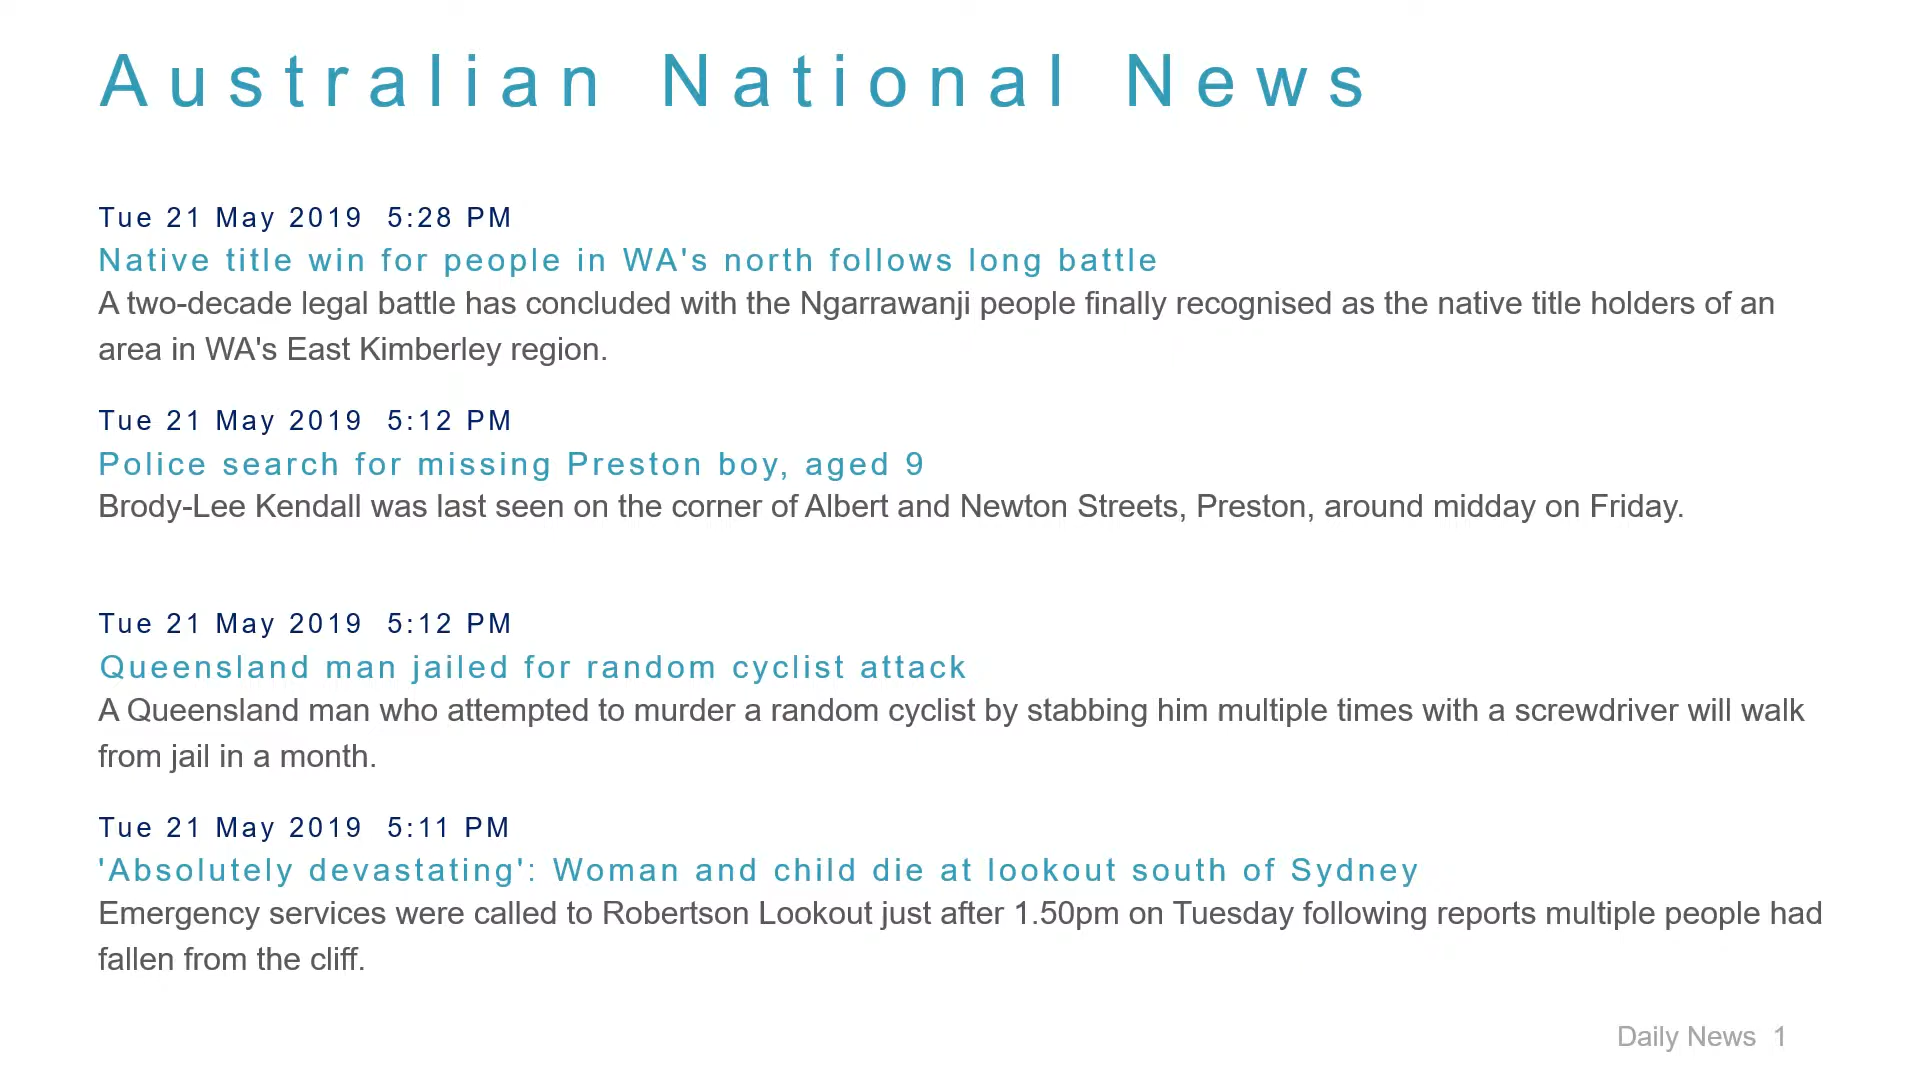 Australian National News
Tue 21 May 2019 5:28 PM
Native title win for people in WA's north follows long battle
A two-decade legal battle has concluded with the Ngarrawanji people finally recognised as the native title holders of an
area in WA's East Kimberley region.
Tue 21 May 2019 5:12 PM
Police search for missing Preston boy, aged 9
Brody-Lee Kendall was last seen on the corner of Albert and Newton Streets, Preston, around midday on Friday.
Tue 21 May 2019 5:12 PM
Queensland man jailed for random cyclist attack
A Queensland man who attempted to murder a random cyclist by stabbing him multiple times with a screwdriver will walk
from jail in a month.
Tue 21 May 2019 5:11 PM
'Absolutely devastating': Woman and child die at lookout south of Sydney
Emergency services were called to Robertson Lookout just after 1.50pm on Tuesday following reports multiple people had
fallen from the cliff.
Daily News 1